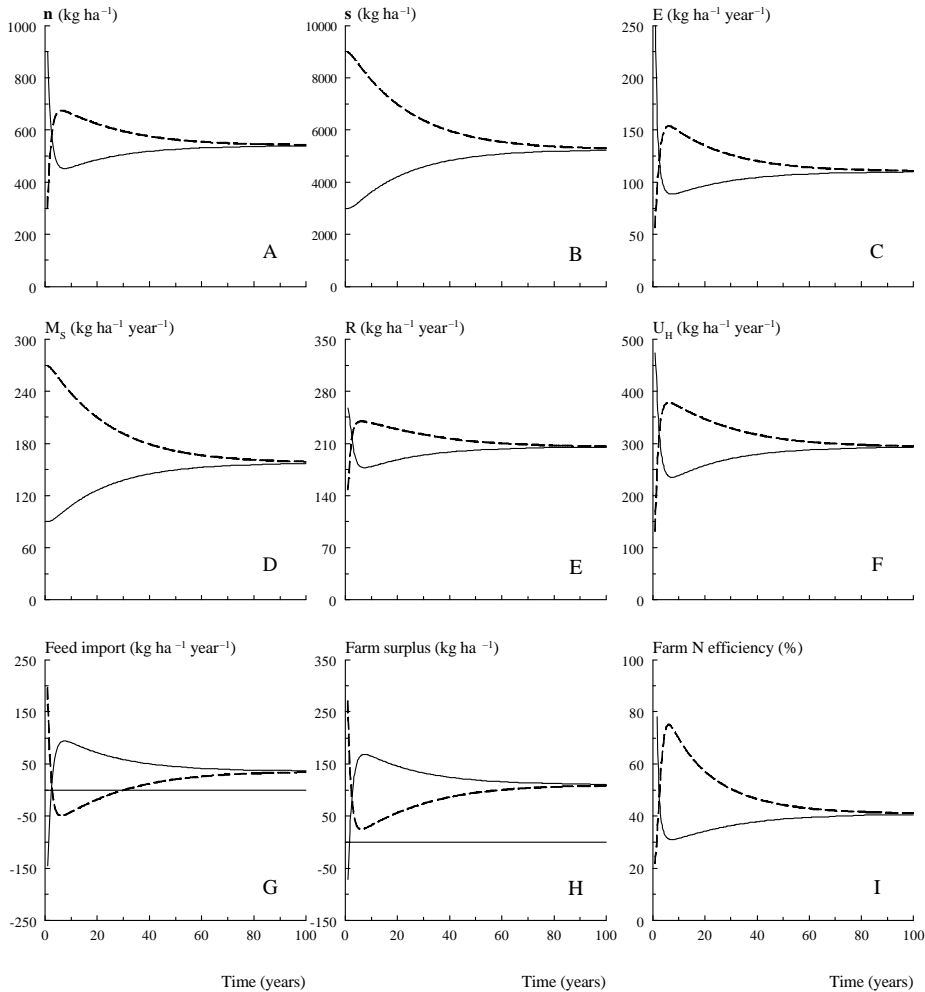 n (kg ha⁻¹)
1000
800
600
400
200
0
A
s (kg ha⁻¹)
9000
6000
4000
2000
0
B
E (kg ha⁻¹ year⁻¹)
250
200
150
100
50
0
C
M_S (kg ha⁻¹ year⁻¹)
300
240
180
120
60
0
D
R (kg ha⁻¹ year⁻¹)
350
280
210
140
70
0
E
U_H (kg ha⁻¹ year⁻¹)
500
400
300
200
100
0
F
Feed import (kg ha ⁻¹ year⁻¹)
250
150
50
-50
-150
-250
G
0 20 40 60 80 100
Time (years)
Farm surplus (kg ha ⁻¹)
350
250
150
50
-50
-150
H
0 20 40 60 80 100
Time (years)
Farm N efficiency (%)
100
80
60
40
20
0
I
0 20 40 60 80 100
Time (years)